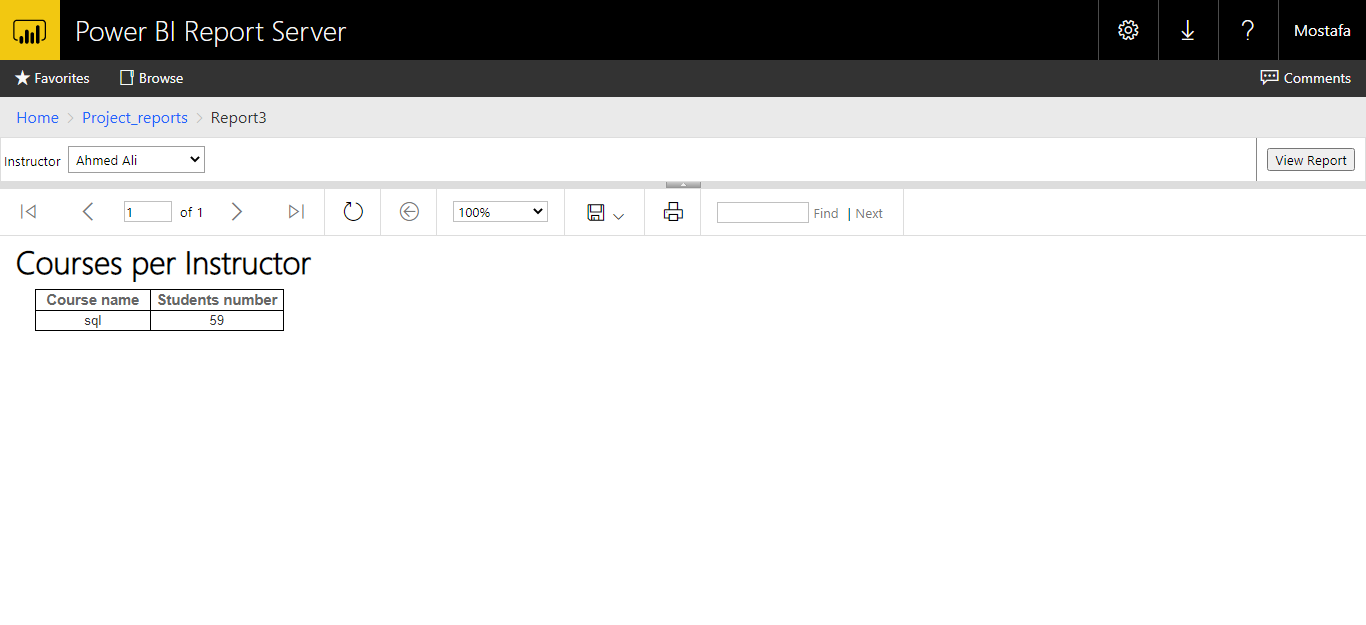 Power BI Report Server
? Mostafa
Favorites Browse Comments
Home > Project_reports > Report3
Instructor Ahmed Ali View Report
1 of 1 100% Find | Next
Courses per Instructor
Course name Students number
sql 59